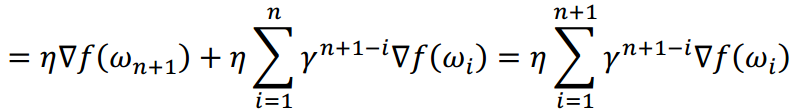 = η∇f(ω_{n+1}) + η ∑_{i=1}^{n} γ^{n+1−i}∇f(ω_i) = η ∑_{i=1}^{n+1} γ^{n+1−i}∇f(ω_i)